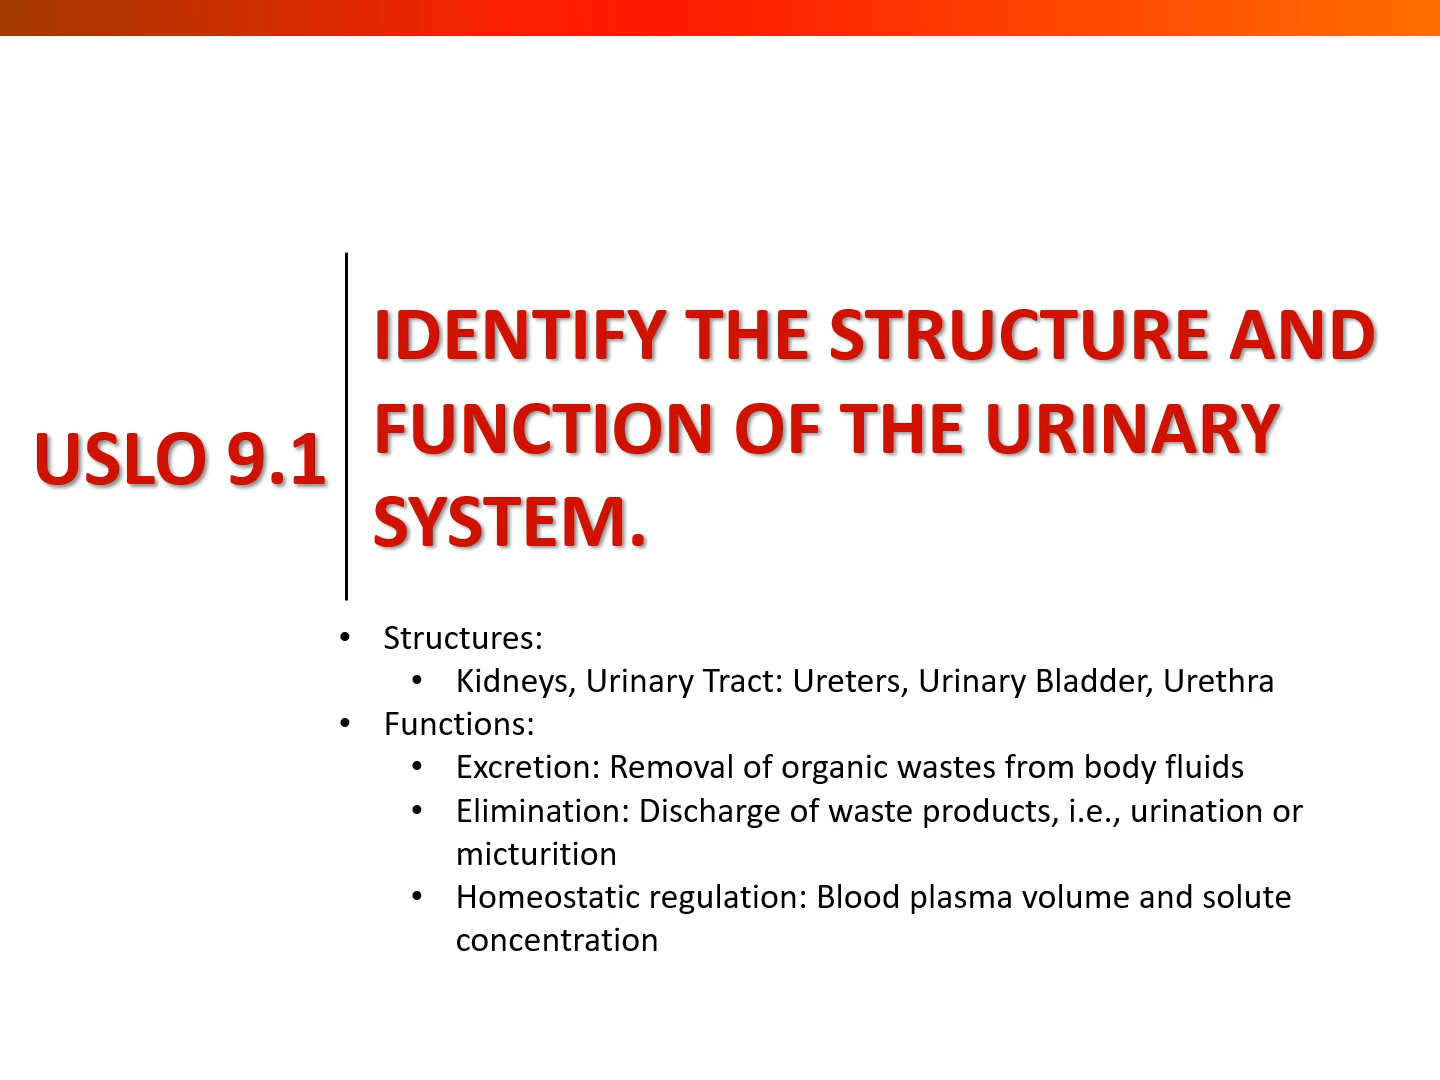 USLO 9.1
IDENTIFY THE STRUCTURE AND
FUNCTION OF THE URINARY
SYSTEM.
• Structures:
• Kidneys, Urinary Tract: Ureters, Urinary Bladder, Urethra
• Functions:
• Excretion: Removal of organic wastes from body fluids
• Elimination: Discharge of waste products, i.e., urination or
micturition
• Homeostatic regulation: Blood plasma volume and solute
concentration